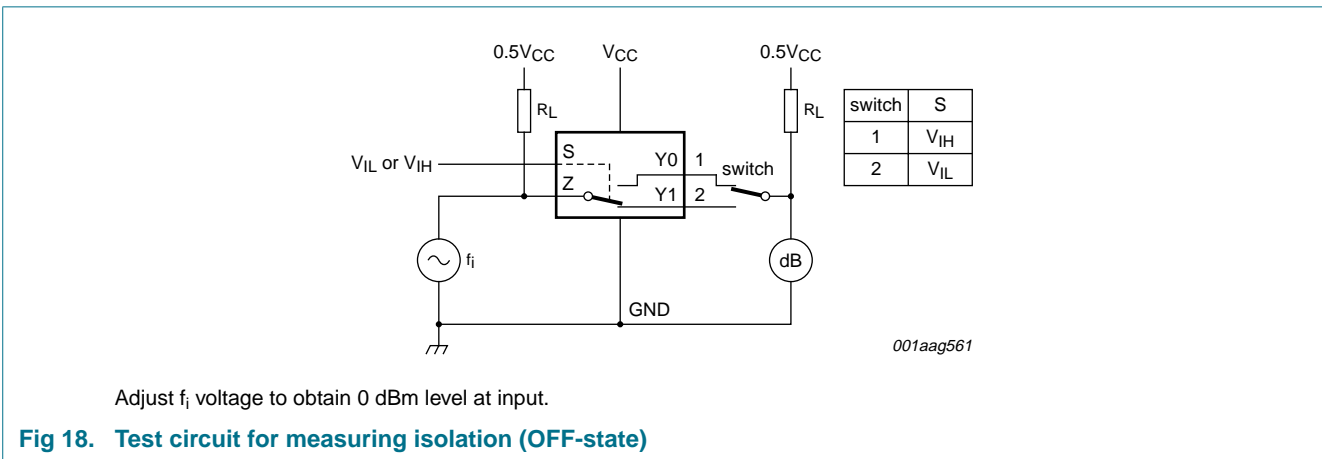 0.5VCC VCC 0.5VCC
RL RL
switch S
1 VIH
2 VIL
VIL or VIH
S Y0 1 switch
Z Y1 2
fi dB
GND
001aag561
Adjust fi voltage to obtain 0 dBm level at input.
Fig 18. Test circuit for measuring isolation (OFF-state)